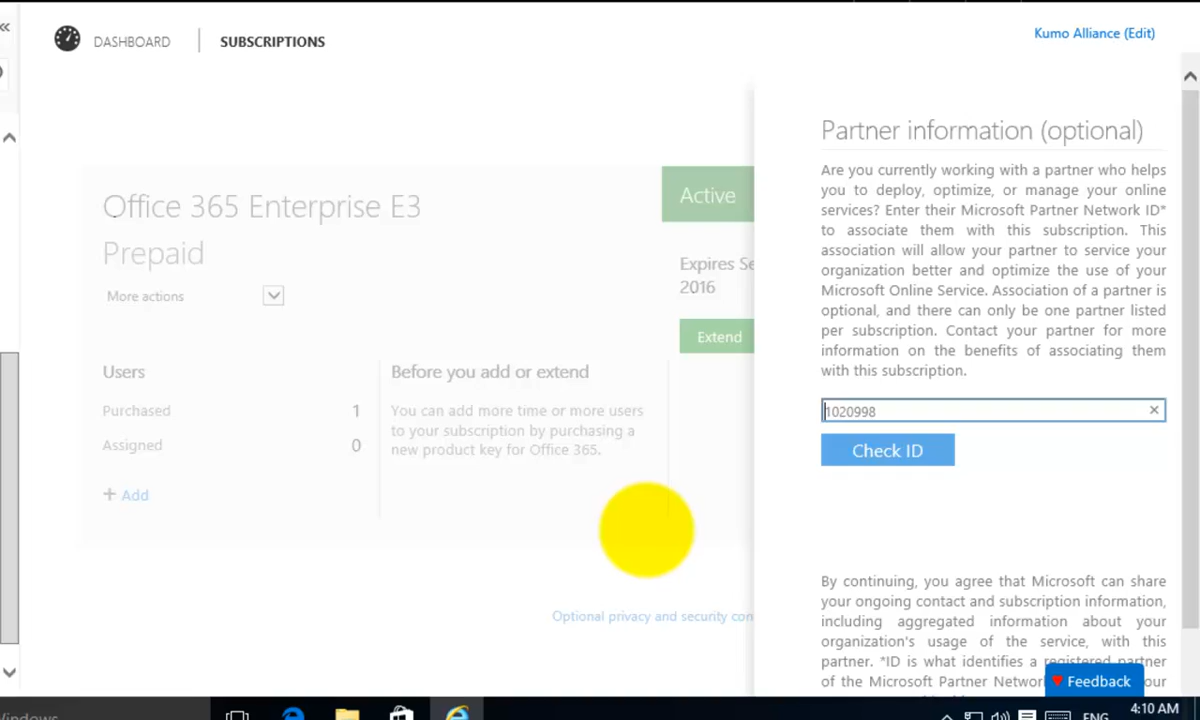 «
DASHBOARD
SUBSCRIPTIONS
Kumo Alliance (Edit)
Office 365 Enterprise E3
Prepaid
More actions
Active
Expires Se
2016
Extend
Users
Purchased 1
Assigned 0
+ Add
Before you add or extend
You can add more time or more users
to your subscription by purchasing a
new product key for Office 365.
Optional privacy and security con
Partner information (optional)
Are you currently working with a partner who helps
you to deploy, optimize, or manage your online
services? Enter their Microsoft Partner Network ID*
to associate them with this subscription. This
association will allow your partner to service your
organization better and optimize the use of your
Microsoft Online Service. Association of a partner is
optional, and there can only be one partner listed
per subscription. Contact your partner for more
information on the benefits of associating them
with this subscription.
1020998
Check ID
By continuing, you agree that Microsoft can share
your ongoing contact and subscription information,
including aggregated information about your
organization's usage of the service, with this
partner. *ID is what identifies a registered partner
of the Microsoft Partner Networ
Feedback
4:10 AM
ENG